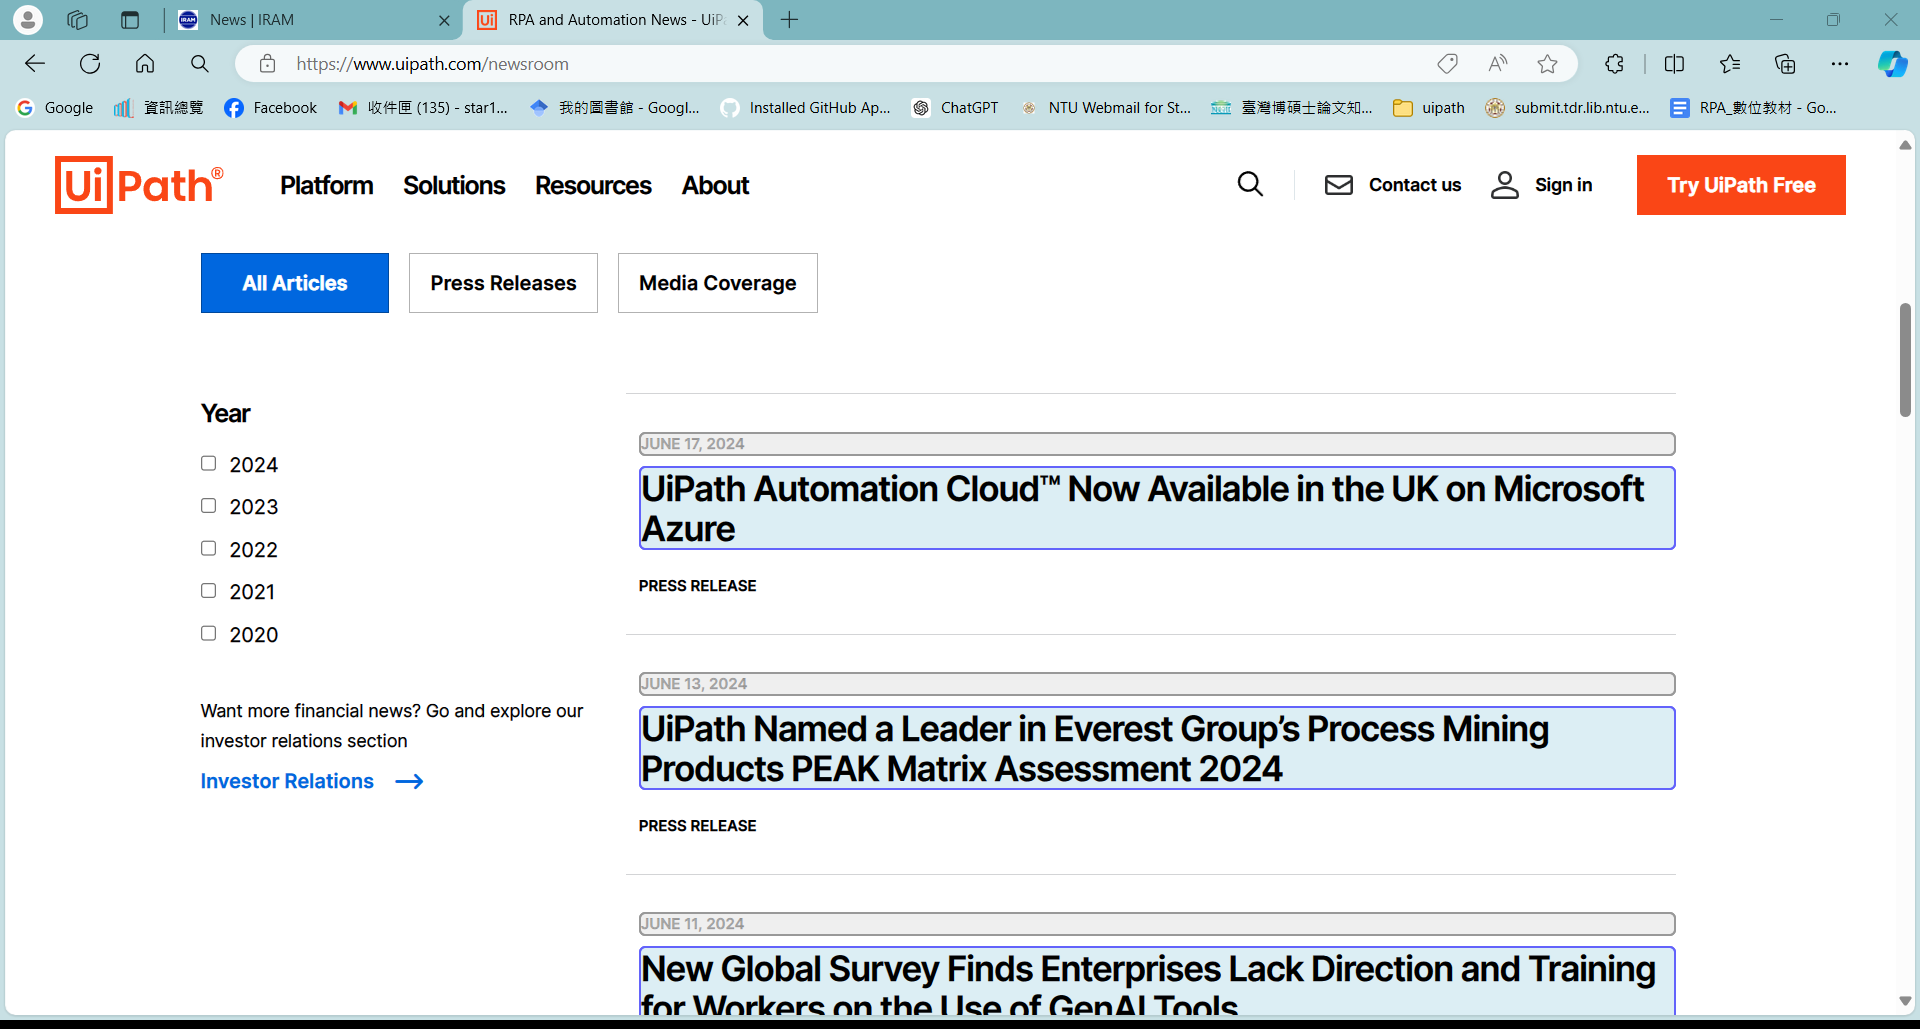 News | IRAM
RPA and Automation News - UiPa
https://www.uipath.com/newsroom
Google
資訊總覽
Facebook
收件匣 (135) - star1...
我的圖書館 - Googl...
Installed GitHub Ap...
ChatGPT
NTU Webmail for St...
臺灣博碩士論文知...
uipath
submit.tdr.lib.ntu.e...
RPA_數位教材 - Go...
UiPath®
Platform
Solutions
Resources
About
Contact us
Sign in
Try UiPath Free
All Articles
Press Releases
Media Coverage
Year
2024
2023
2022
2021
2020
Want more financial news? Go and explore our
investor relations section
Investor Relations
JUNE 17, 2024
UiPath Automation Cloud™ Now Available in the UK on Microsoft
Azure
PRESS RELEASE
JUNE 13, 2024
UiPath Named a Leader in Everest Group’s Process Mining
Products PEAK Matrix Assessment 2024
PRESS RELEASE
JUNE 11, 2024
New Global Survey Finds Enterprises Lack Direction and Training
for Workers on the Use of GenAI Tools